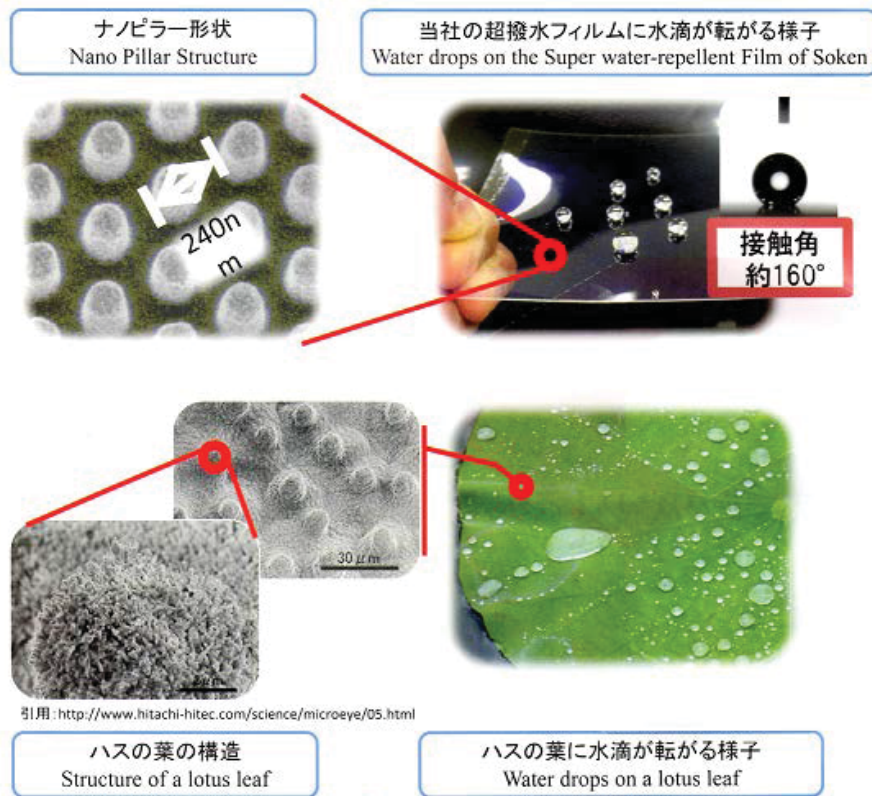 ナノピラー形状
Nano Pillar Structure
当社の超撥水フィルムに水滴が転がる様子
Water drops on the Super water-repellent Film of Soken
240n
m
接触角
約160°
30μm
引用:http://www.hitachi-hitec.com/science/microeye/05.html
ハスの葉の構造
Structure of a lotus leaf
ハスの葉に水滴が転がる様子
Water drops on a lotus leaf